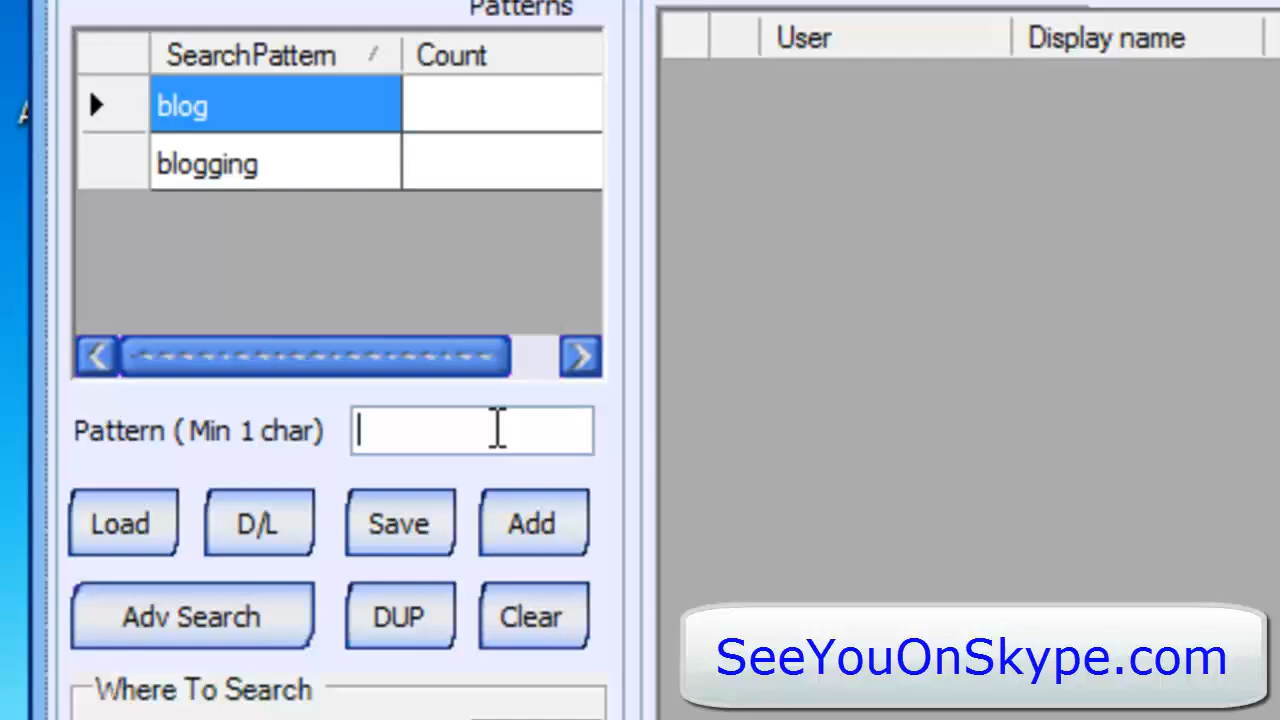 Patterns
SearchPattern Count
blog
blogging
Pattern ( Min 1 char)
Load D/L Save Add
Adv Search DUP Clear
Where To Search
User Display name
SeeYouOnSkype.com